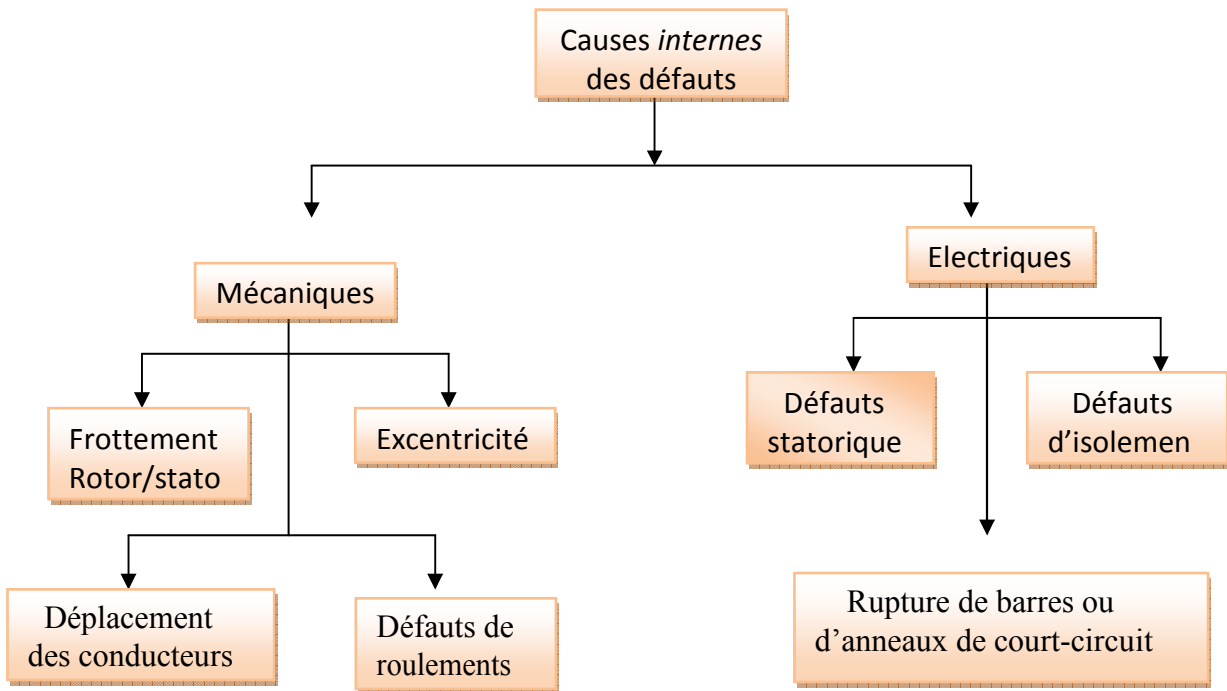 Causes internes
des défauts
Electriques
Mécaniques
Défauts
statorique
Défauts
d'isolemen
Frottement
Rotor/stato
Excentricité
Déplacement
des conducteurs
Défauts de
roulements
Rupture de barres ou
d'anneaux de court-circuit